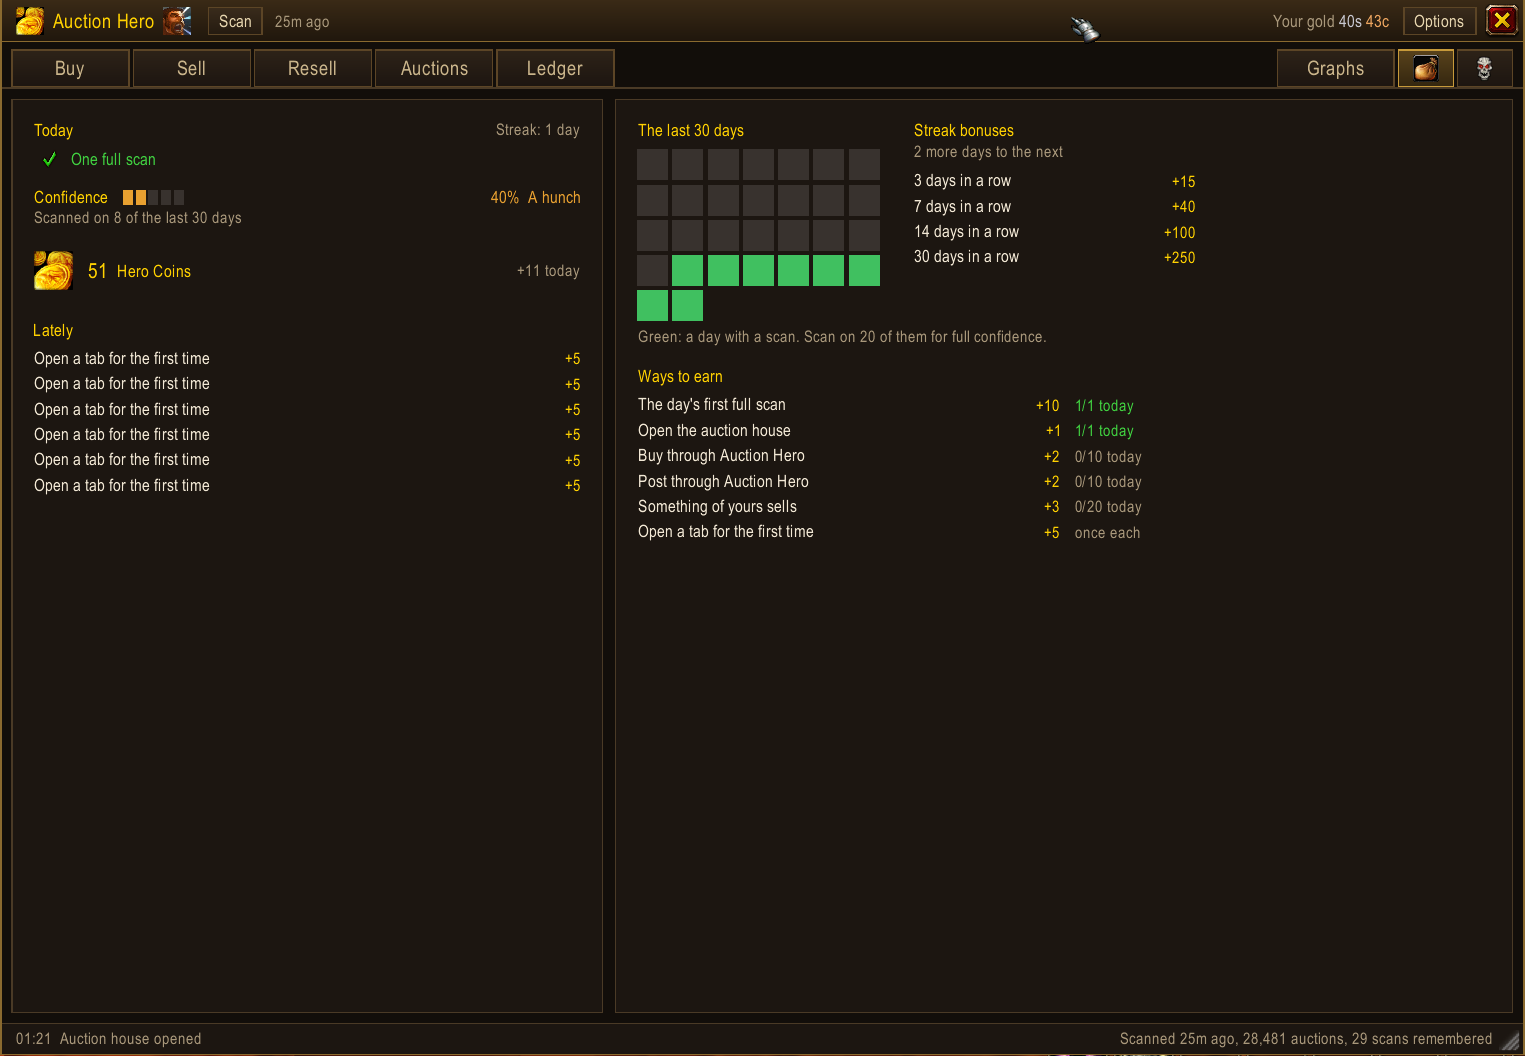 Auction Hero Scan 25m ago Your gold 40s 43c Options
Buy Sell Resell Auctions Ledger Graphs
Today Streak: 1 day
One full scan
Confidence 40% A hunch
Scanned on 8 of the last 30 days
51 Hero Coins +11 today
Lately
Open a tab for the first time +5
Open a tab for the first time +5
Open a tab for the first time +5
Open a tab for the first time +5
Open a tab for the first time +5
Open a tab for the first time +5
The last 30 days
Green: a day with a scan. Scan on 20 of them for full confidence.
Streak bonuses
2 more days to the next
3 days in a row +15
7 days in a row +40
14 days in a row +100
30 days in a row +250
Ways to earn
The day's first full scan +10 1/1 today
Open the auction house +1 1/1 today
Buy through Auction Hero +2 0/10 today
Post through Auction Hero +2 0/10 today
Something of yours sells +3 0/20 today
Open a tab for the first time +5 once each
01:21 Auction house opened Scanned 25m ago, 28,481 auctions, 29 scans remembered